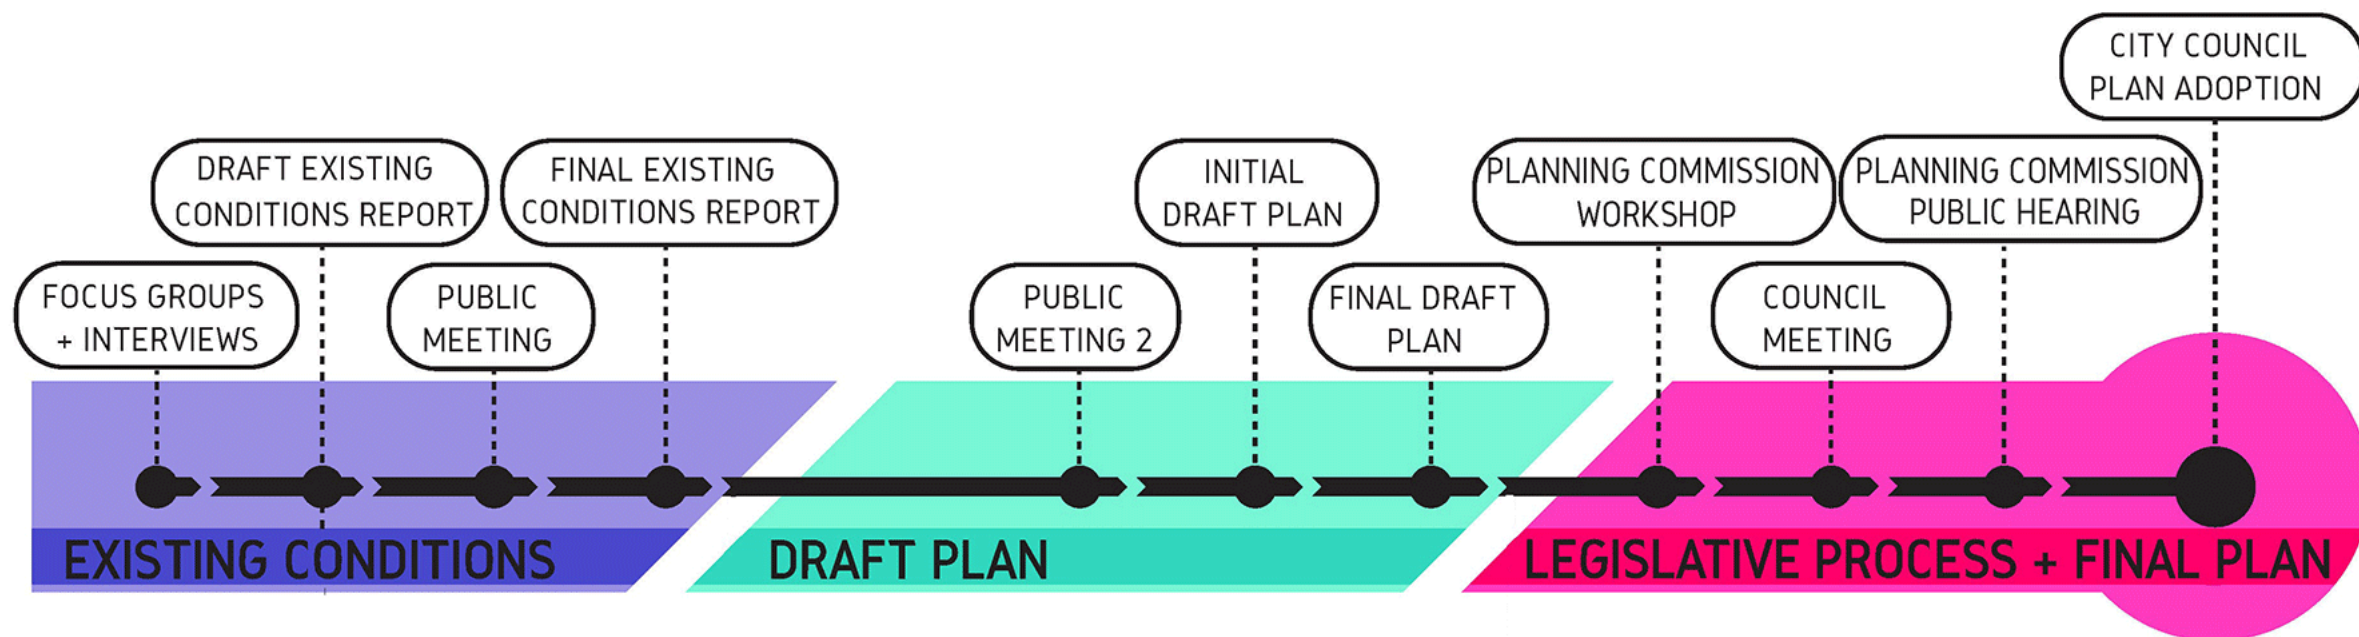 CITY COUNCIL
PLAN ADOPTION
DRAFT EXISTING
CONDITIONS REPORT
FINAL EXISTING
CONDITIONS REPORT
INITIAL
DRAFT PLAN
PLANNING COMMISSION
WORKSHOP
PLANNING COMMISSION
PUBLIC HEARING
FOCUS GROUPS
+ INTERVIEWS
PUBLIC
MEETING
PUBLIC
MEETING 2
FINAL DRAFT
PLAN
COUNCIL
MEETING
EXISTING CONDITIONS
DRAFT PLAN
LEGISLATIVE PROCESS + FINAL PLAN